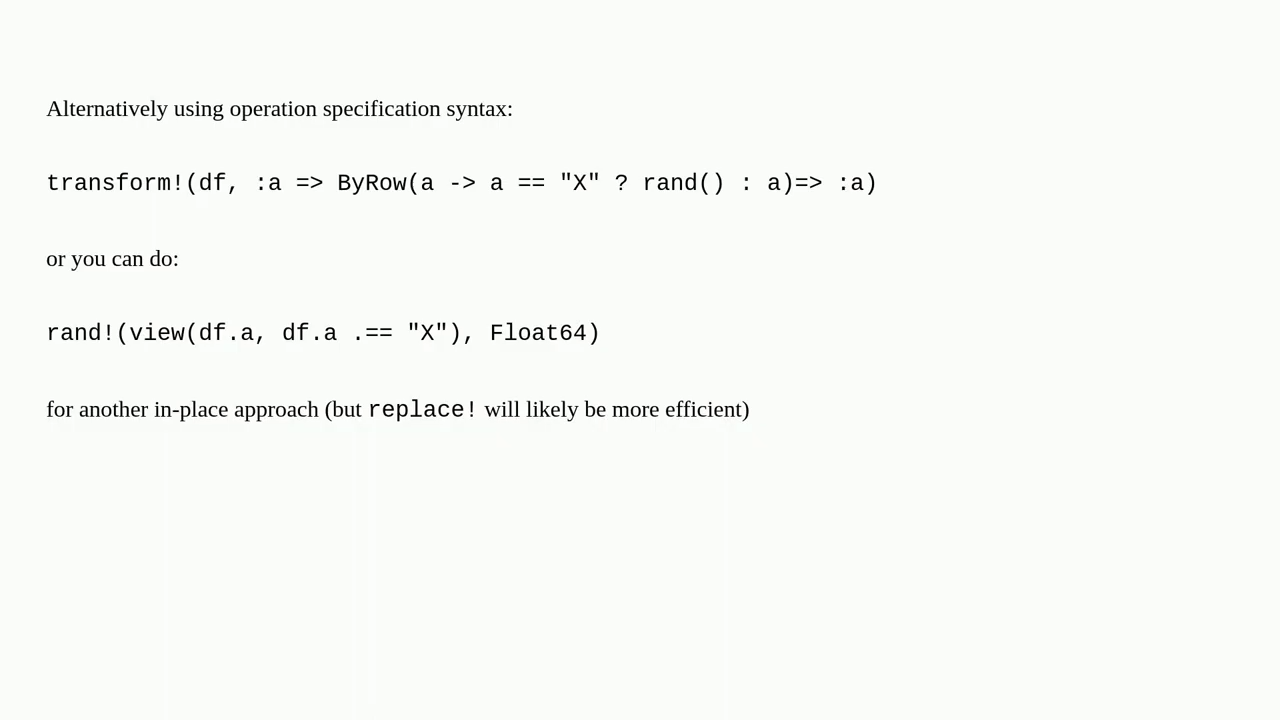 Alternatively using operation specification syntax:
transform!(df, :a => ByRow(a -> a == "X" ? rand() : a)=> :a)
or you can do:
rand!(view(df.a, df.a .== "X"), Float64)
for another in-place approach (but replace! will likely be more efficient)